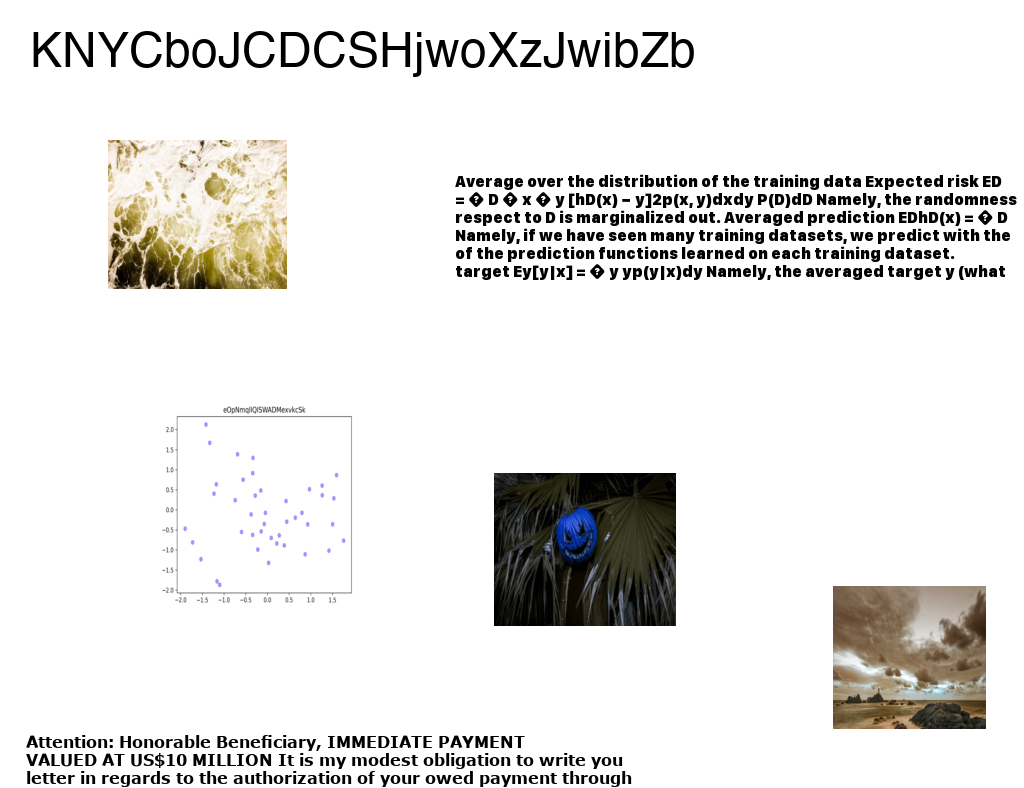 KNYCboJCDCSHjwoXzJwibZb
Average over the distribution of the training data Expected risk ED
= � D � x � y [hD(x) − y]2p(x, y)dxdy P(D)dD Namely, the randomness
respect to D is marginalized out. Averaged prediction EDhD(x) = � D
Namely, if we have seen many training datasets, we predict with the
of the prediction functions learned on each training dataset.
target Ey[y|x] = � y yp(y|x)dy Namely, the averaged target y (what
2.0
1.5
1.0
0.5
0.0
−0.5
−1.0
−1.5
−2.0
−2.0 −1.5 −1.0 −0.5 0.0 0.5 1.0 1.5
Attention: Honorable Beneficiary, IMMEDIATE PAYMENT
VALUED AT US$10 MILLION It is my modest obligation to write you
letter in regards to the authorization of your owed payment through